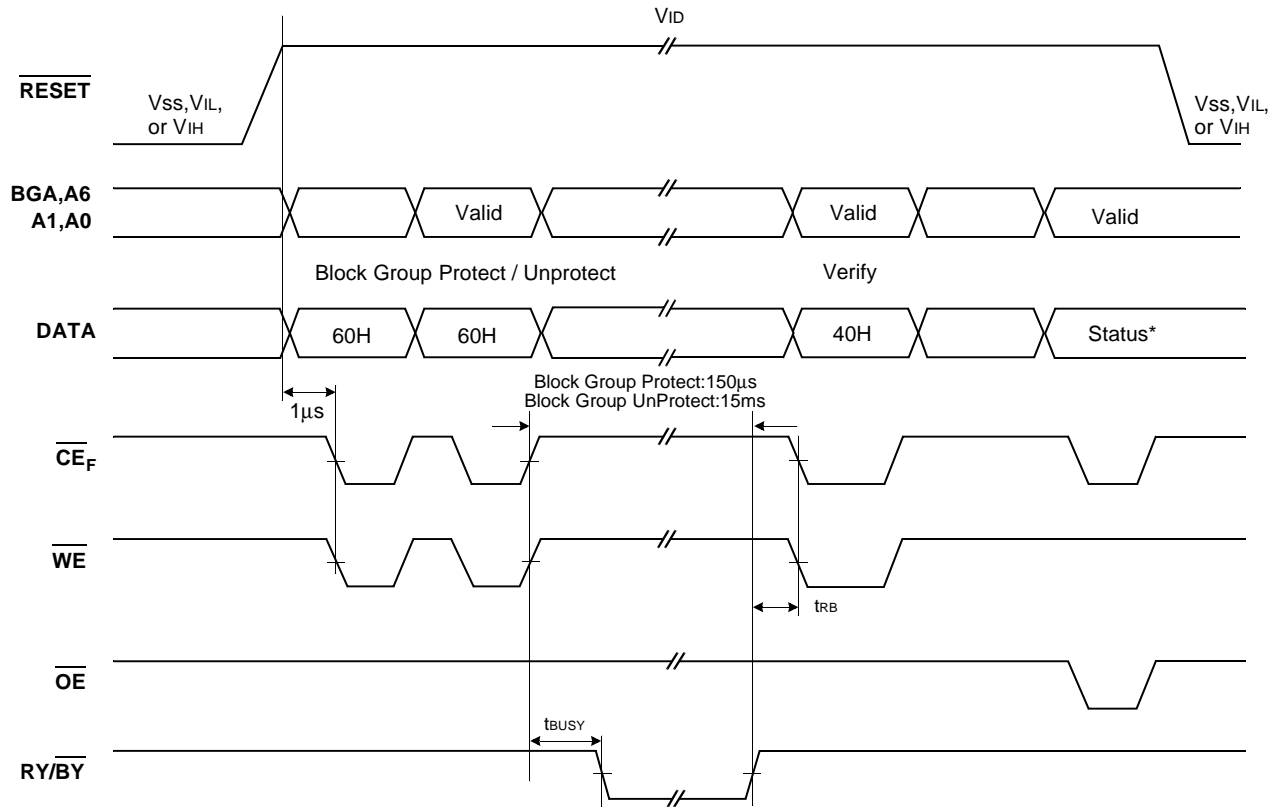 VID
RESET
Vss,VIL,
or VIH
Vss,VIL,
or VIH
BGA,A6
A1,A0
Valid
Valid
Valid
Block Group Protect / Unprotect
Verify
DATA
60H
60H
40H
Status*
1μs
Block Group Protect:150μs
Block Group UnProtect:15ms
CEF
WE
tRB
OE
tBUSY
RY/BY